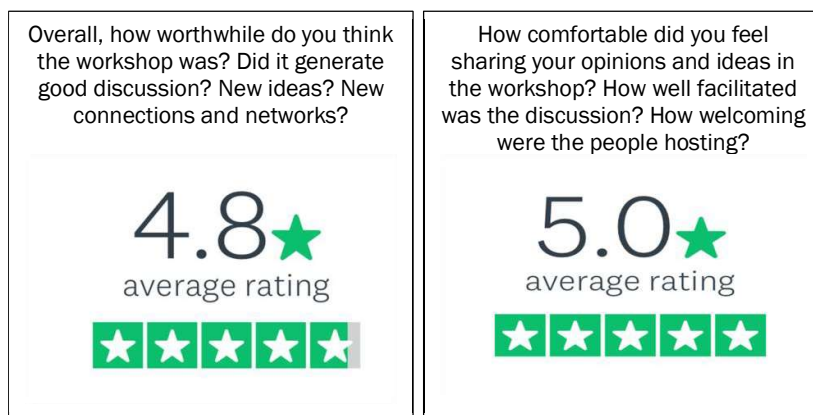 Overall, how worthwhile do you think
the workshop was? Did it generate
good discussion? New ideas? New
connections and networks?
4.8
average rating
How comfortable did you feel
sharing your opinions and ideas in
the workshop? How well facilitated
was the discussion? How welcoming
were the people hosting?
5.0
average rating